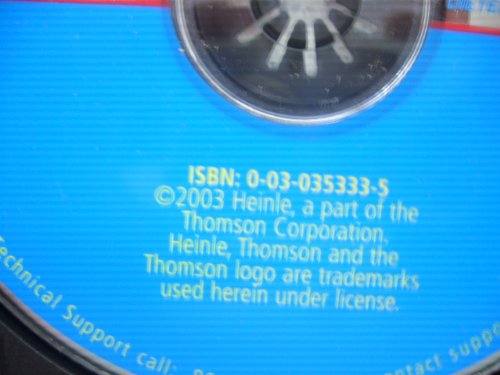 ISBN: 0-03-035333-5
©2003 Heinle, a part of the
Thomson Corporation.
Heinle, Thomson and the
Thomson logo are trademarks
used herein under license.
Technical Support call:
support